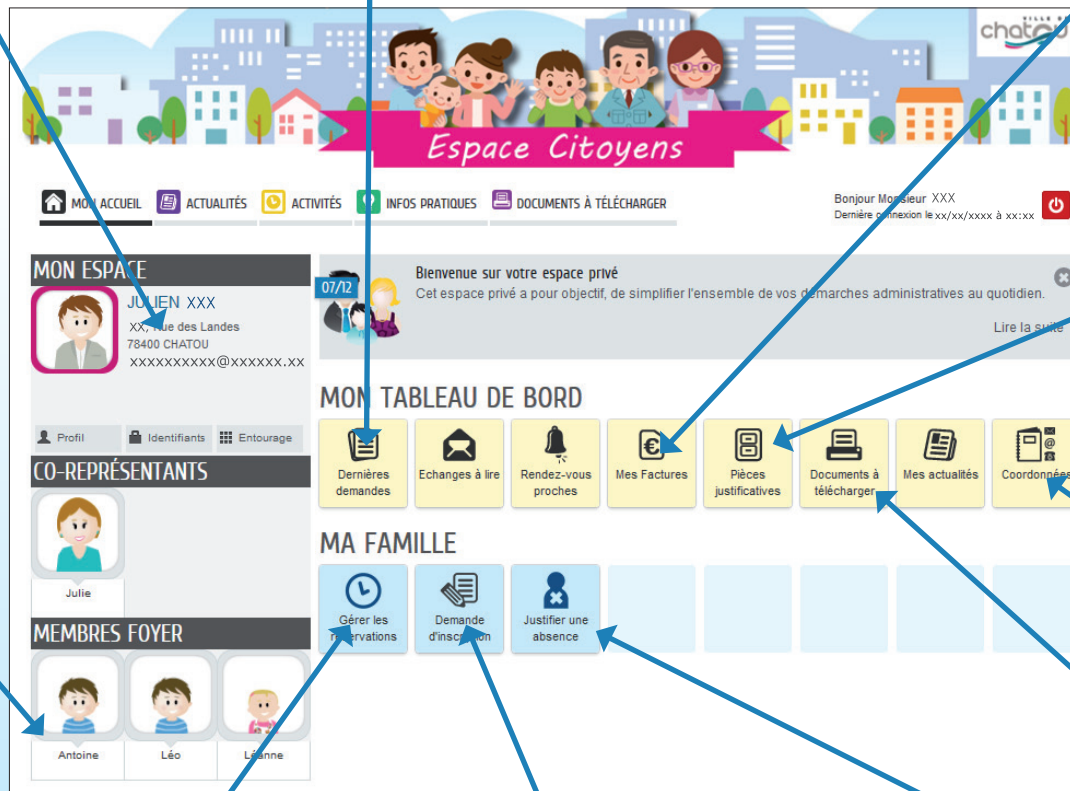 VILLE DE
chatou
Espace Citoyens
MON ACCUEIL
ACTUALITÉS
ACTIVITÉS
INFOS PRATIQUES
DOCUMENTS À TÉLÉCHARGER
Bonjour Monsieur XXX
Dernière connexion le xx/xx/xxxx à xx:xx
MON ESPACE
JULIEN XXX
XX, rue des Landes
78400 CHATOU
xxxxxxxxxx@xxxxxx.xx
Profil
Identifiants
Entourage
07/12
Bienvenue sur votre espace privé
Cet espace privé a pour objectif, de simplifier l'ensemble de vos démarches administratives au quotidien.
Lire la suite
MON TABLEAU DE BORD
Dernières
demandes
Echanges à lire
Rendez-vous
proches
Mes Factures
Pièces
justificatives
Documents à
télécharger
Mes actualités
Coordonnées
CO-REPRÉSENTANTS
Julie
MA FAMILLE
Gérer les
réservations
Demande
d'inscription
Justifier une
absence
MEMBRES FOYER
Antoine
Léo
Léanne